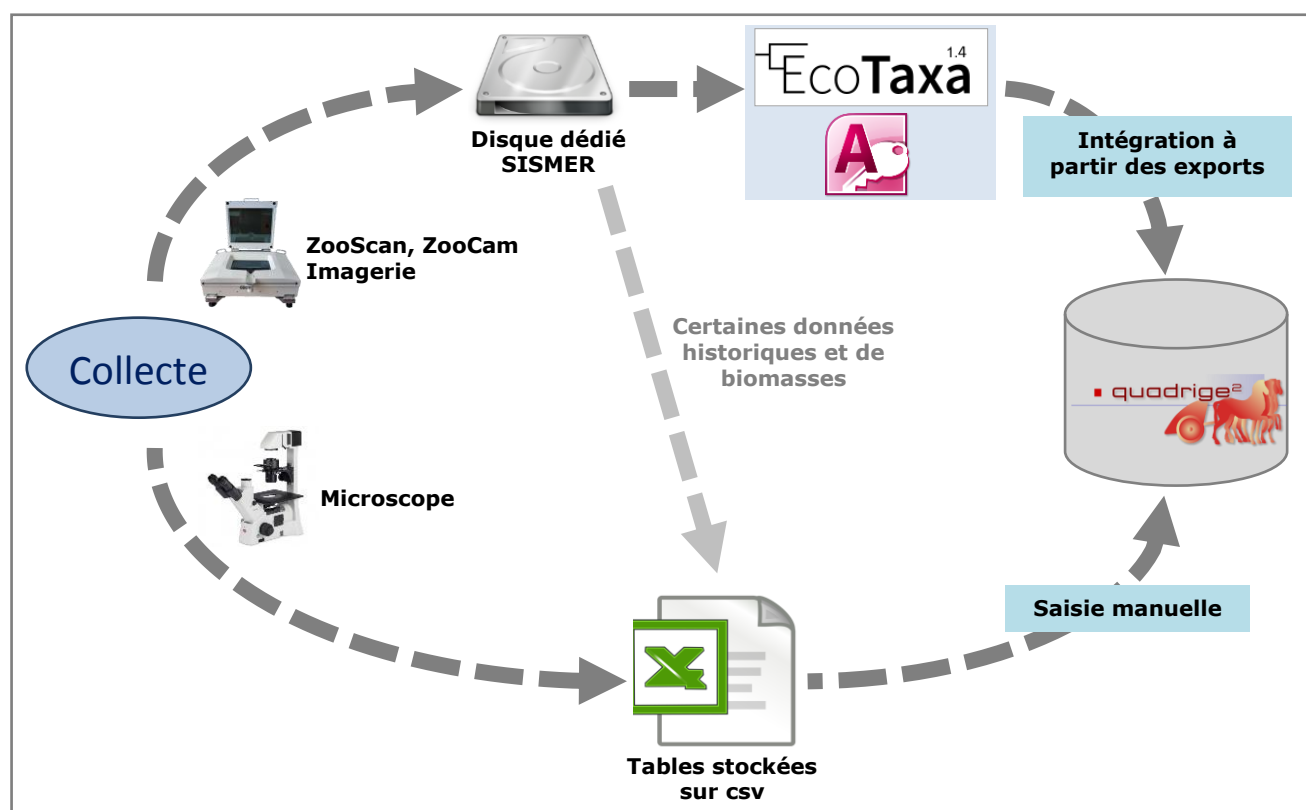 1.4
EcoTaxa
A
Disque dédié
SISMER
Intégration à
partir des exports
ZooScan, ZooCam
Imagerie
Collecte
Certaines données
historiques et de
biomasses
quadrige²
Microscope
Saisie manuelle
X
Tables stockées
sur csv